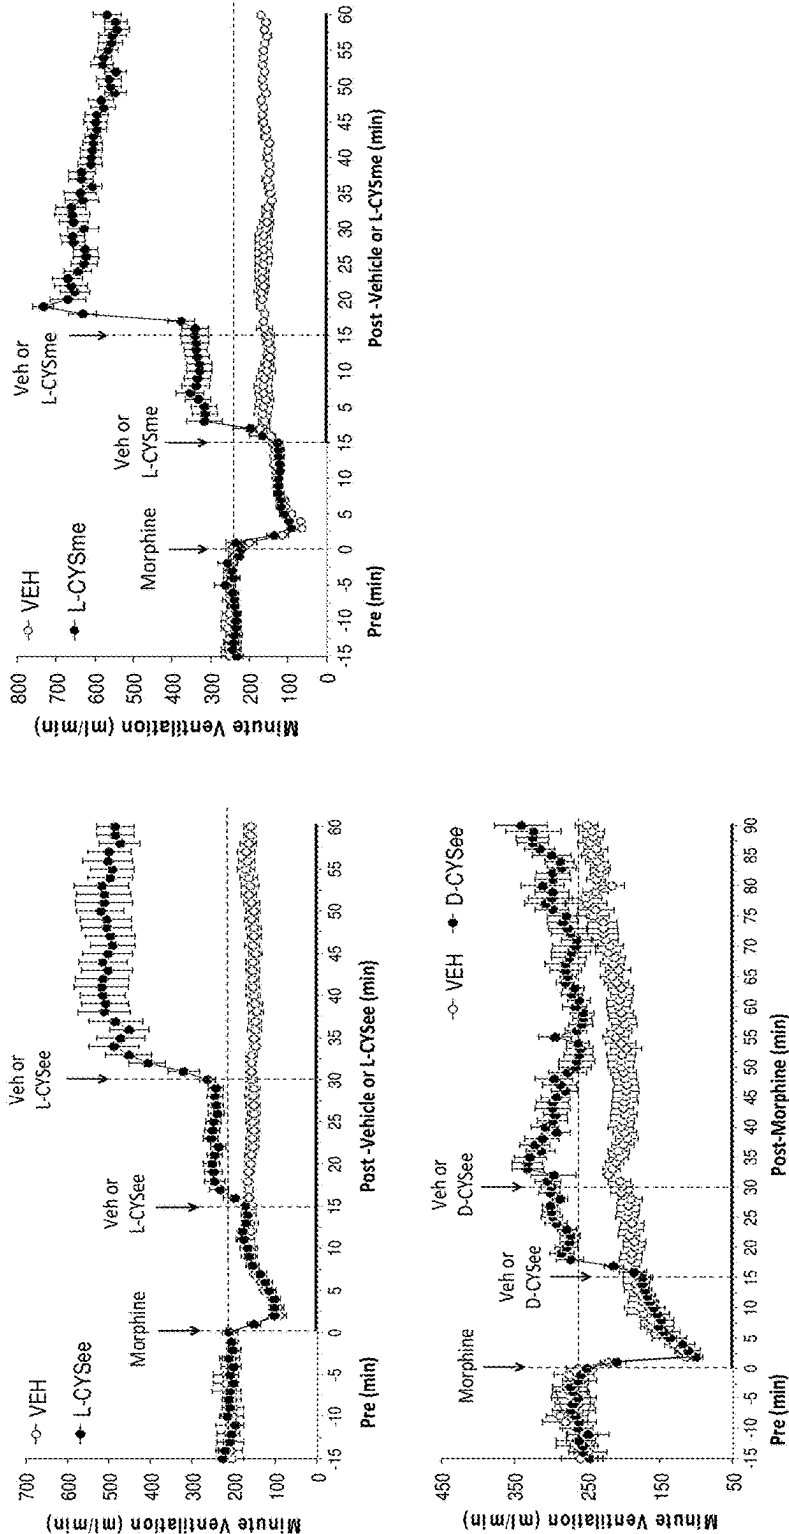 700
600
500
400
300
200
100
0
Minute Ventilation (ml/min)
VEH
L-CYSee
Morphine
Veh or
L-CYSee
Veh or
L-CYSee
-15 -10 -5 0 5 10 15 20 25 30 35 40 45 50 55 60
Pre (min)
Post -Vehicle or L-CYSee (min)
800
700
600
500
400
300
200
100
0
Minute Ventilation (ml/min)
VEH
L-CYSme
Morphine
Veh or
L-CYSme
Veh or
L-CYSme
-15 -10 -5 0 5 10 15 5 10 15 20 25 30 35 40 45 50 55 60
Pre (min)
Post -Vehicle or L-CYSme (min)
450
350
250
150
50
Minute Ventilation (ml/min)
Morphine
Veh or
D-CYSee
Veh or
D-CYSee
VEH
D-CYSee
-15 -10 -5 0 5 10 15 20 25 30 35 40 45 50 55 60 65 70 75 80 85 90
Pre (min)
Post-Morphine (min)